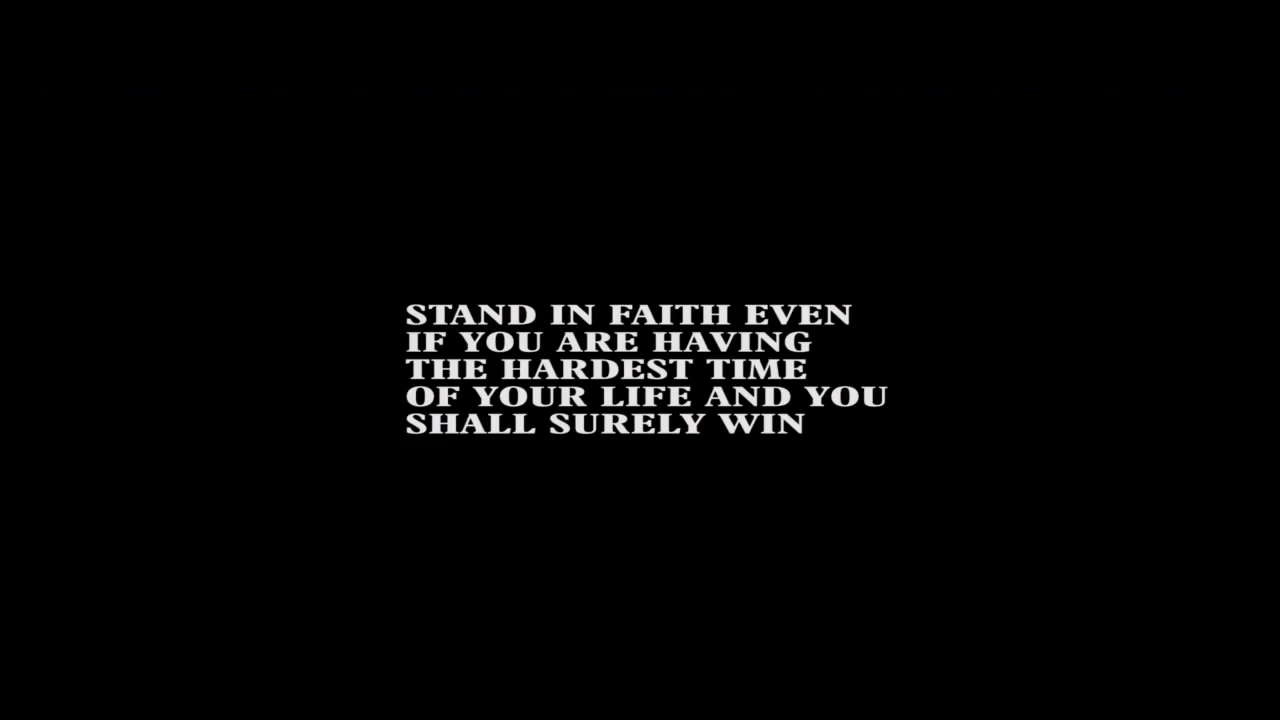 STAND IN FAITH EVEN
IF YOU ARE HAVING
THE HARDEST TIME
OF YOUR LIFE AND YOU
SHALL SURELY WIN